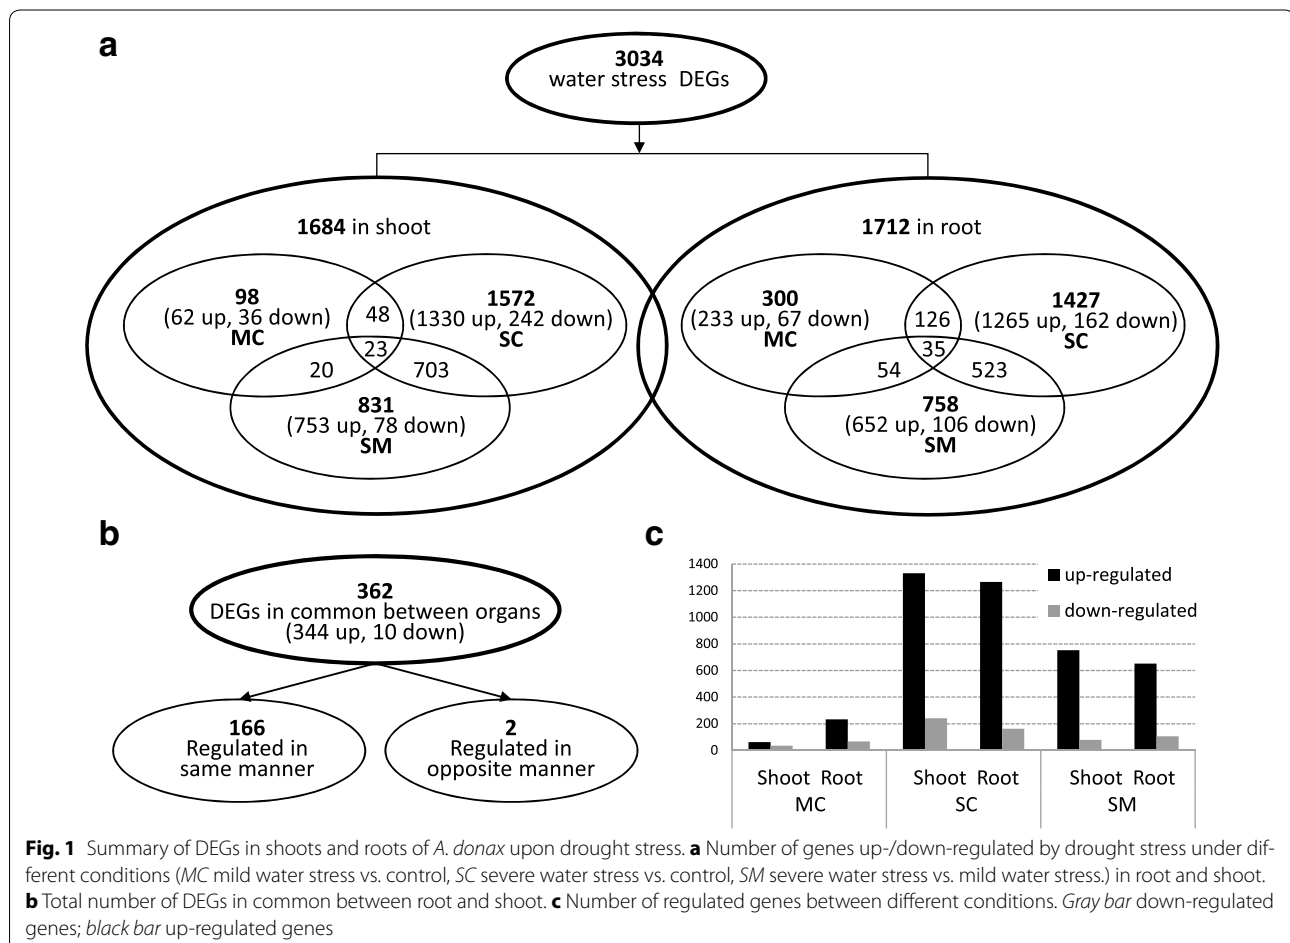 a
3034
water stress DEGs
1684 in shoot
98
(62 up, 36 down)
MC
48
1572
(1330 up, 242 down)
SC
23
20
703
831
(753 up, 78 down)
SM
1712 in root
300
(233 up, 67 down)
MC
126
1427
(1265 up, 162 down)
SC
35
54
523
758
(652 up, 106 down)
SM
b
362
DEGs in common between organs
(344 up, 10 down)
166
Regulated in
same manner
2
Regulated in
opposite manner
c
1400
1200
1000
800
600
400
200
0
up-regulated
down-regulated
Shoot Root Shoot Root Shoot Root
MC SC SM
Fig. 1 Summary of DEGs in shoots and roots of A. donax upon drought stress. a Number of genes up-/down-regulated by drought stress under dif-
ferent conditions (MC mild water stress vs. control, SC severe water stress vs. control, SM severe water stress vs. mild water stress.) in root and shoot.
b Total number of DEGs in common between root and shoot. c Number of regulated genes between different conditions. Gray bar down-regulated
genes; black bar up-regulated genes